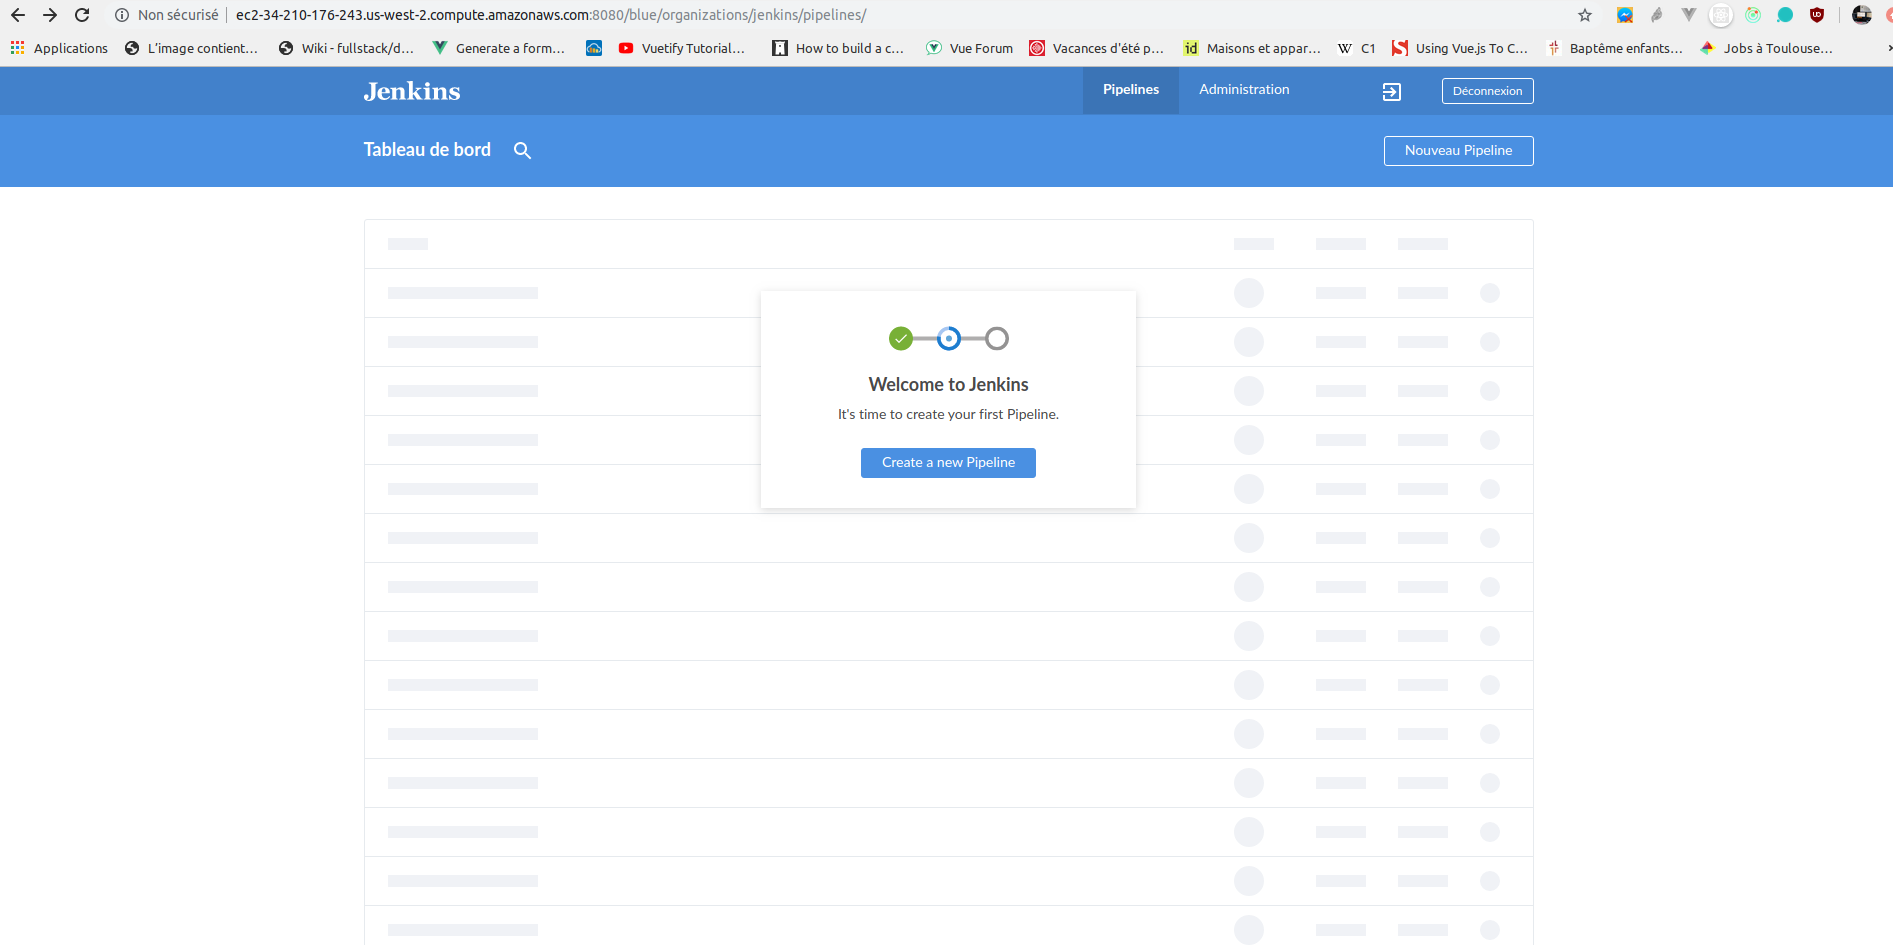 Non sécurisé ec2-34-210-176-243.us-west-2.compute.amazonaws.com:8080/blue/organizations/jenkins/pipelines/
Applications L'image contient... Wiki - fullstack/d... Generate a form... Vuetify Tutorial... How to build a c... Vue Forum Vacances d'été p... id Maisons et appar... W C1 Using Vue.js To C... Baptême enfants... Jobs à Toulouse...
Jenkins Pipelines Administration Déconnexion
Tableau de bord Nouveau Pipeline
Welcome to Jenkins
It's time to create your first Pipeline.
Create a new Pipeline